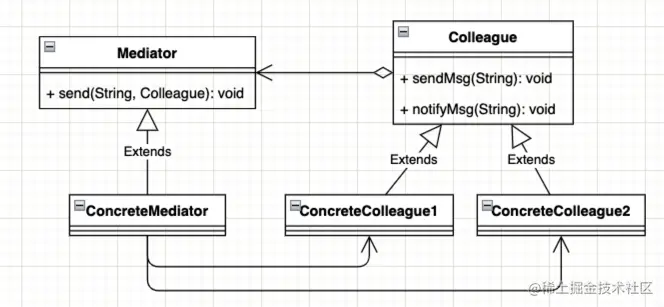 Mediator
+ send(String, Colleague): void
Colleague
+ sendMsg(String): void
+ notifyMsg(String): void
Extends
Extends
Extends
ConcreteMediator
ConcreteColleague1
ConcreteColleague2
@稀土掘金技术社区